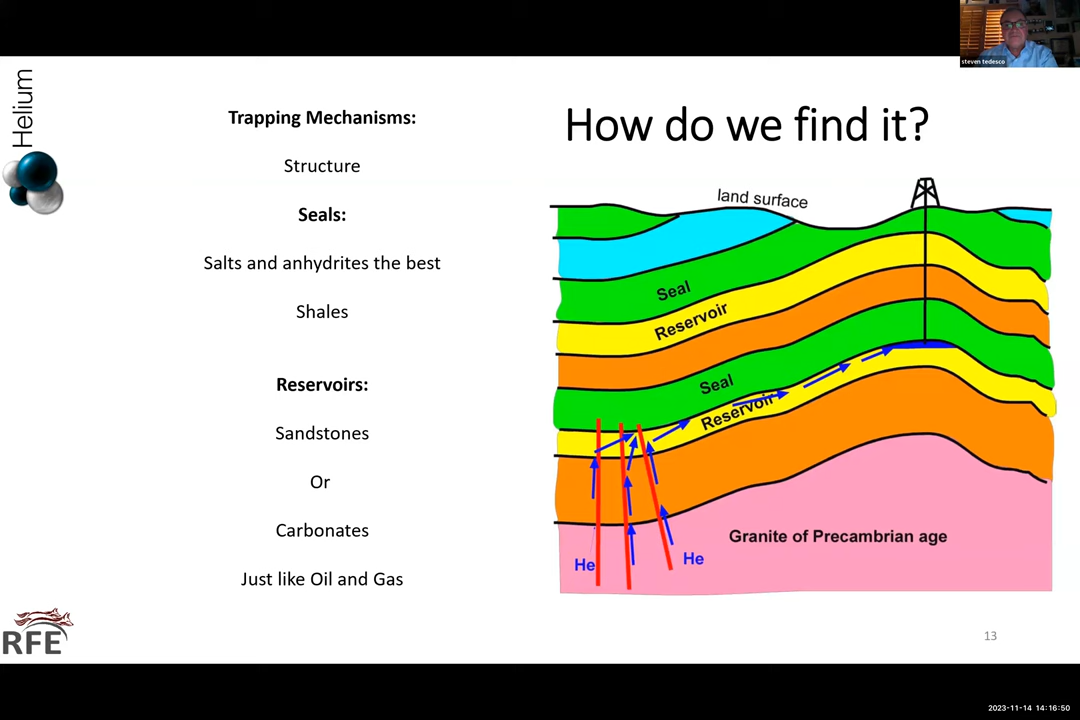 steven tedesco
Helium
Trapping Mechanisms:
Structure
Seals:
Salts and anhydrites the best
Shales
Reservoirs:
Sandstones
Or
Carbonates
Just like Oil and Gas
How do we find it?
land surface
Seal
Reservoir
Seal
Reservoir
Granite of Precambrian age
He
He
RFE
13
2023-11-14 14:16:50